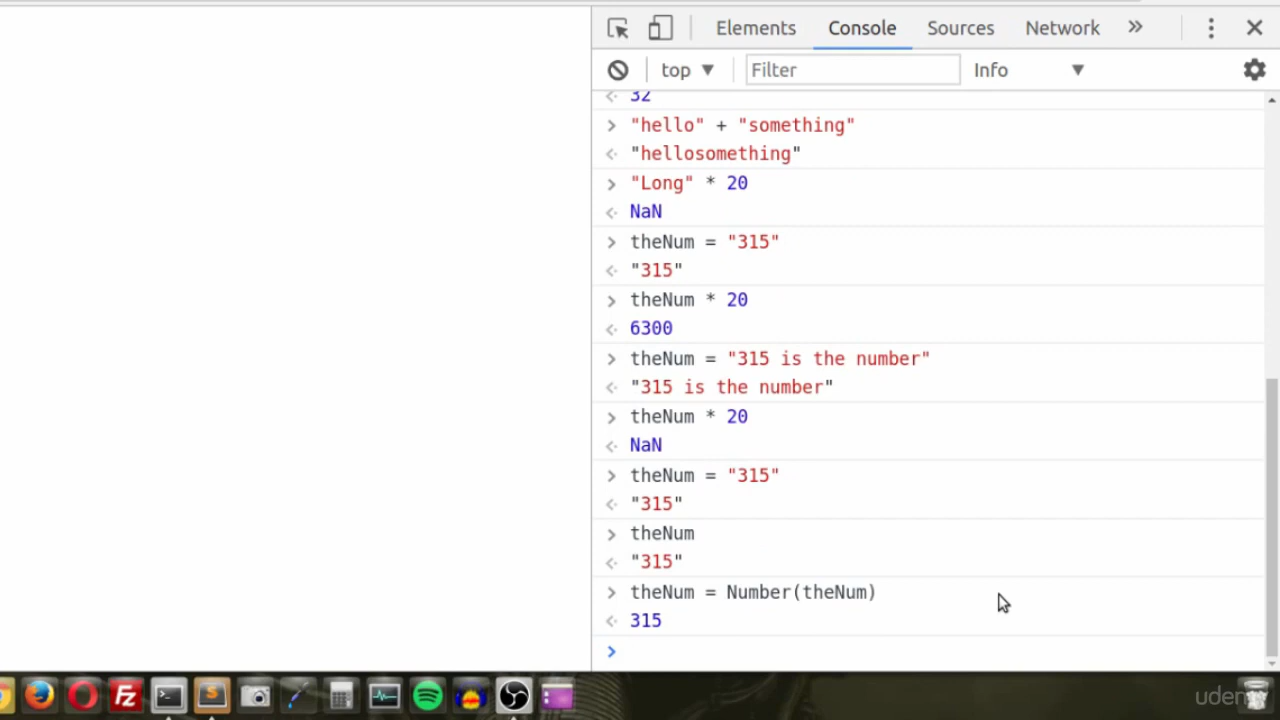 Elements Console Sources Network »
top ▼ Filter Info ▼
32
> "hello" + "something"
"hellosomething"
> "Long" * 20
NaN
> theNum = "315"
"315"
> theNum * 20
6300
> theNum = "315 is the number"
"315 is the number"
> theNum * 20
NaN
> theNum = "315"
"315"
> theNum
"315"
> theNum = Number(theNum)
315
>
Fz
S
udemy